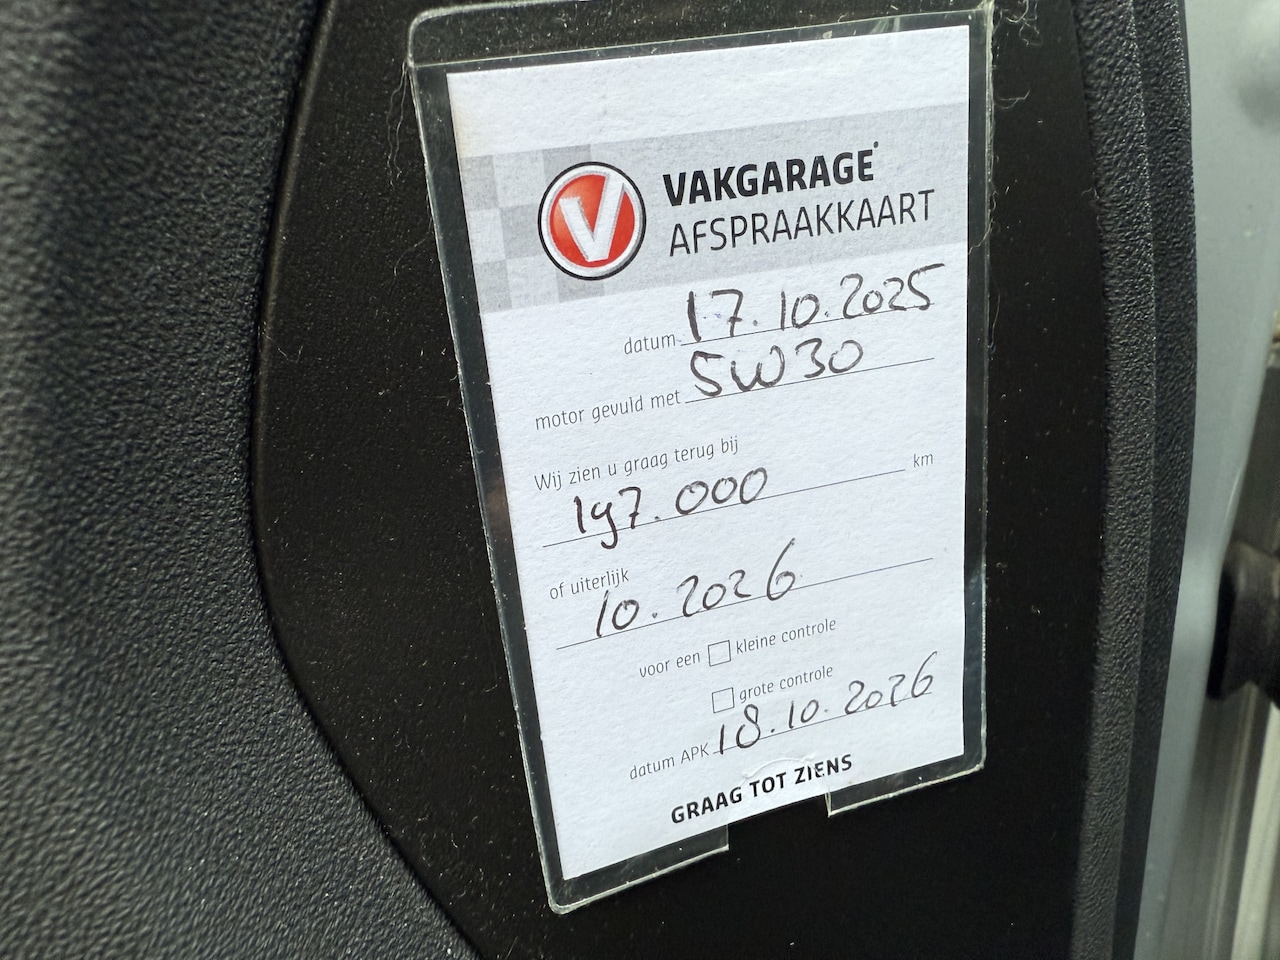 V VAKGARAGE
AFSPRAAKKAART
datum 17.10.2025
motor gevuld met 5W30
Wij zien u graag terug bij
197.000 km
of uiterlijk
10.2026
voor een kleine controle
grote controle
datum APK 18.10.2026
GRAAG TOT ZIENS